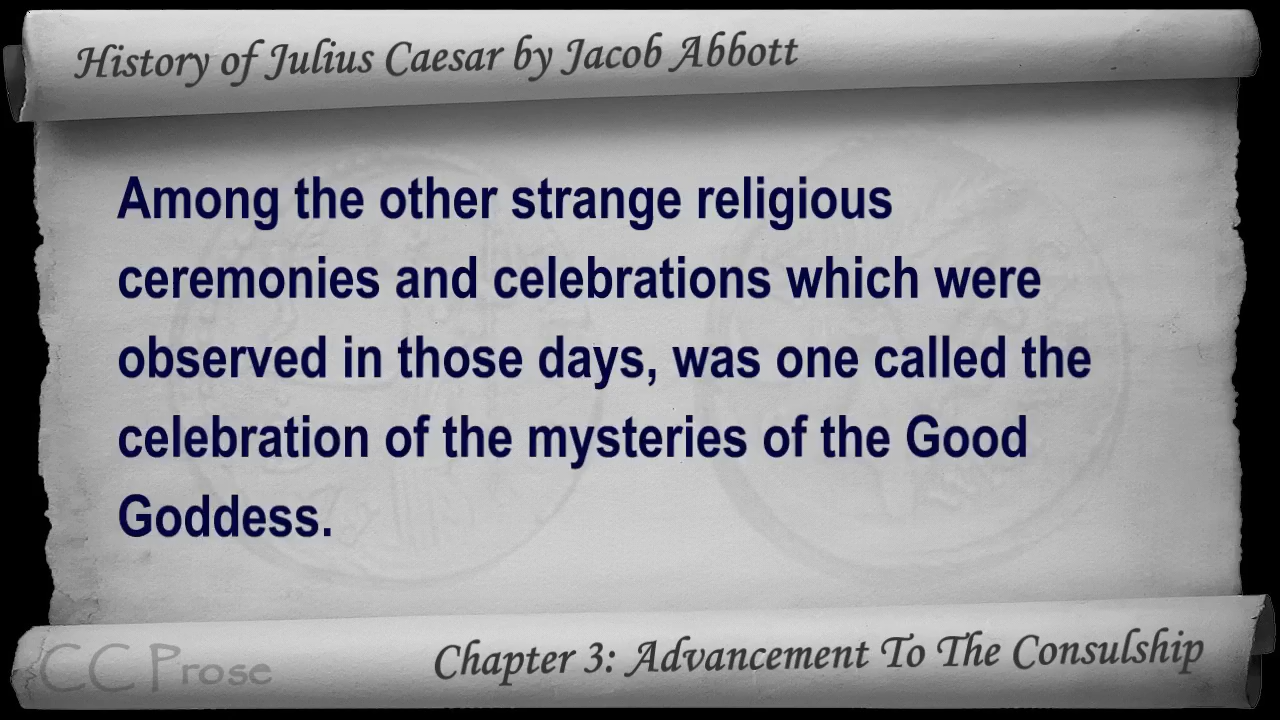 History of Julius Caesar by Jacob Abbott
Among the other strange religious
ceremonies and celebrations which were
observed in those days, was one called the
celebration of the mysteries of the Good
Goddess.
CC Prose
Chapter 3: Advancement To The Consulship